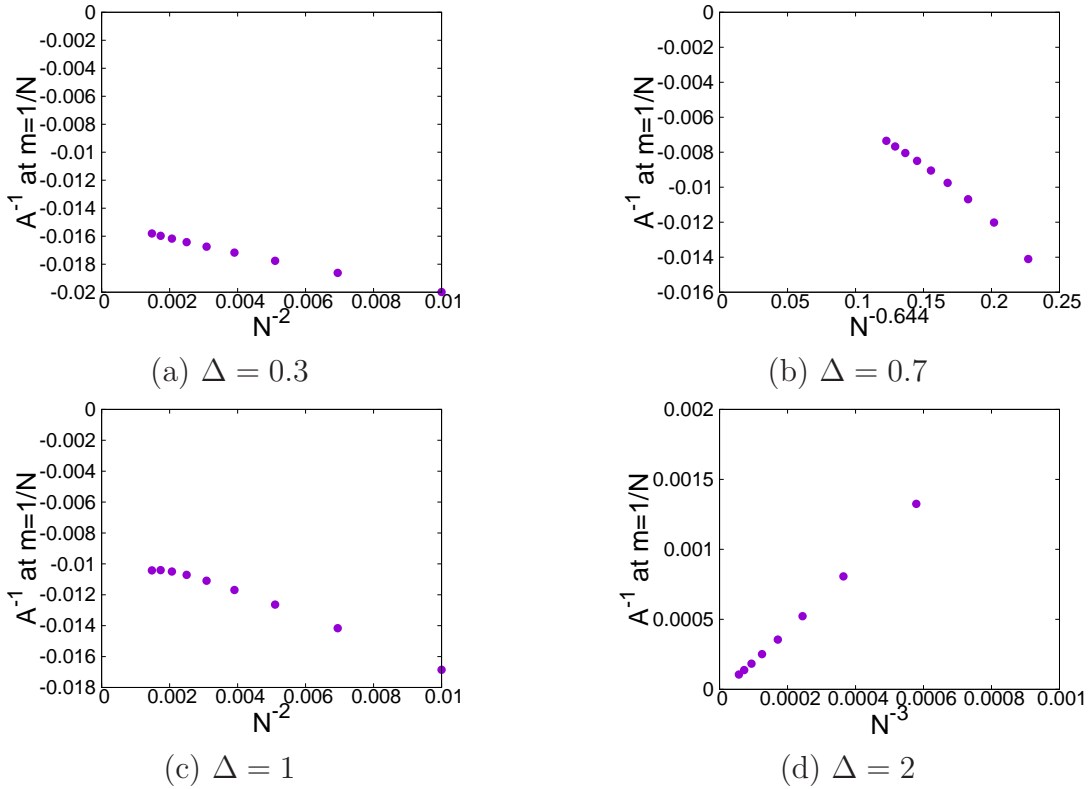 0
-0.002
-0.004
-0.006
-0.008
-0.01
-0.012
-0.014
-0.016
-0.018
-0.02
0 0.002 0.004 0.006 0.008 0.01
A^-1 at m=1/N
N^-2
(a) Δ = 0.3
0
-0.002
-0.004
-0.006
-0.008
-0.01
-0.012
-0.014
-0.016
0 0.05 0.1 0.15 0.2 0.25
A^-1 at m=1/N
N^-0.644
(b) Δ = 0.7
0
-0.002
-0.004
-0.006
-0.008
-0.01
-0.012
-0.014
-0.016
-0.018
0 0.002 0.004 0.006 0.008 0.01
A^-1 at m=1/N
N^-2
(c) Δ = 1
0.002
0.0015
0.001
0.0005
0
0 0.0002 0.0004 0.0006 0.0008 0.001
A^-1 at m=1/N
N^-3
(d) Δ = 2